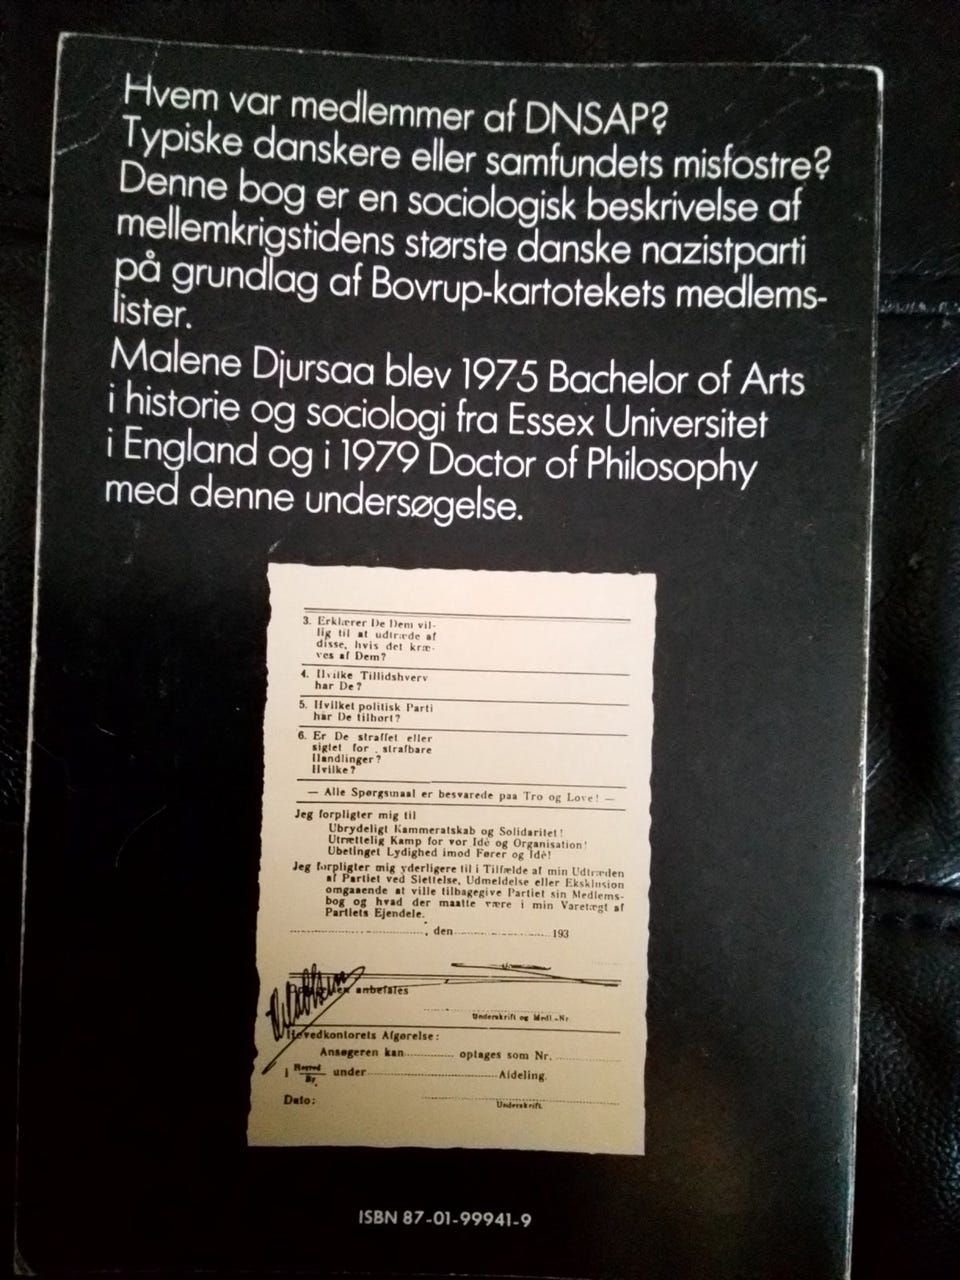 Hvem var medlemmer af DNSAP?
Typiske danskere eller samfundets misfostre?
Denne bog er en sociologisk beskrivelse af
mellemkrigstidens største danske nazistparti
på grundlag af Bovrup-kartotekets medlems-
lister.
Malene Djursaa blev 1975 Bachelor of Arts
i historie og sociologi fra Essex Universitet
i England og i 1979 Doctor of Philosophy
med denne undersøgelse.
3. Erklærer De Dem vil-
lig til at udtræde af
disse, hvis det kræ-
ves af Dem?
4. Hvilke Tillidshverv
har De?
5. Hvilket politisk Parti
har De tilhørt?
6. Er De straffet eller
sigtet for strafbare
Handlinger?
Hvilke?
— Alle Spørgsmaal er besvarede paa Tro og Love! —
Jeg forpligter mig til
Ubrydeligt Kammeratskab og Solidaritet!
Utrættelig Kamp for vor Idè og Organisation!
Ubetinget Lydighed imod Fører og Idè!
Jeg forpligter mig yderligere til i Tilfælde af min Udtræden
af Partiet ved Slettelse, Udmeldelse eller Eksklusion
omgaaende at ville tilbagegive Partiet sin Medlems-
bog og hvad der maatte være i min Varetægt af
Partiets Ejendele.
, den 193
anbefales
Underskrift og Medl.-Nr.
Hovedkontorets Afgørelse:
Ansøgeren kan optages som Nr.
i Herred/By. under Afdeling.
Dato:
Underskrift.
ISBN 87-01-99941-9